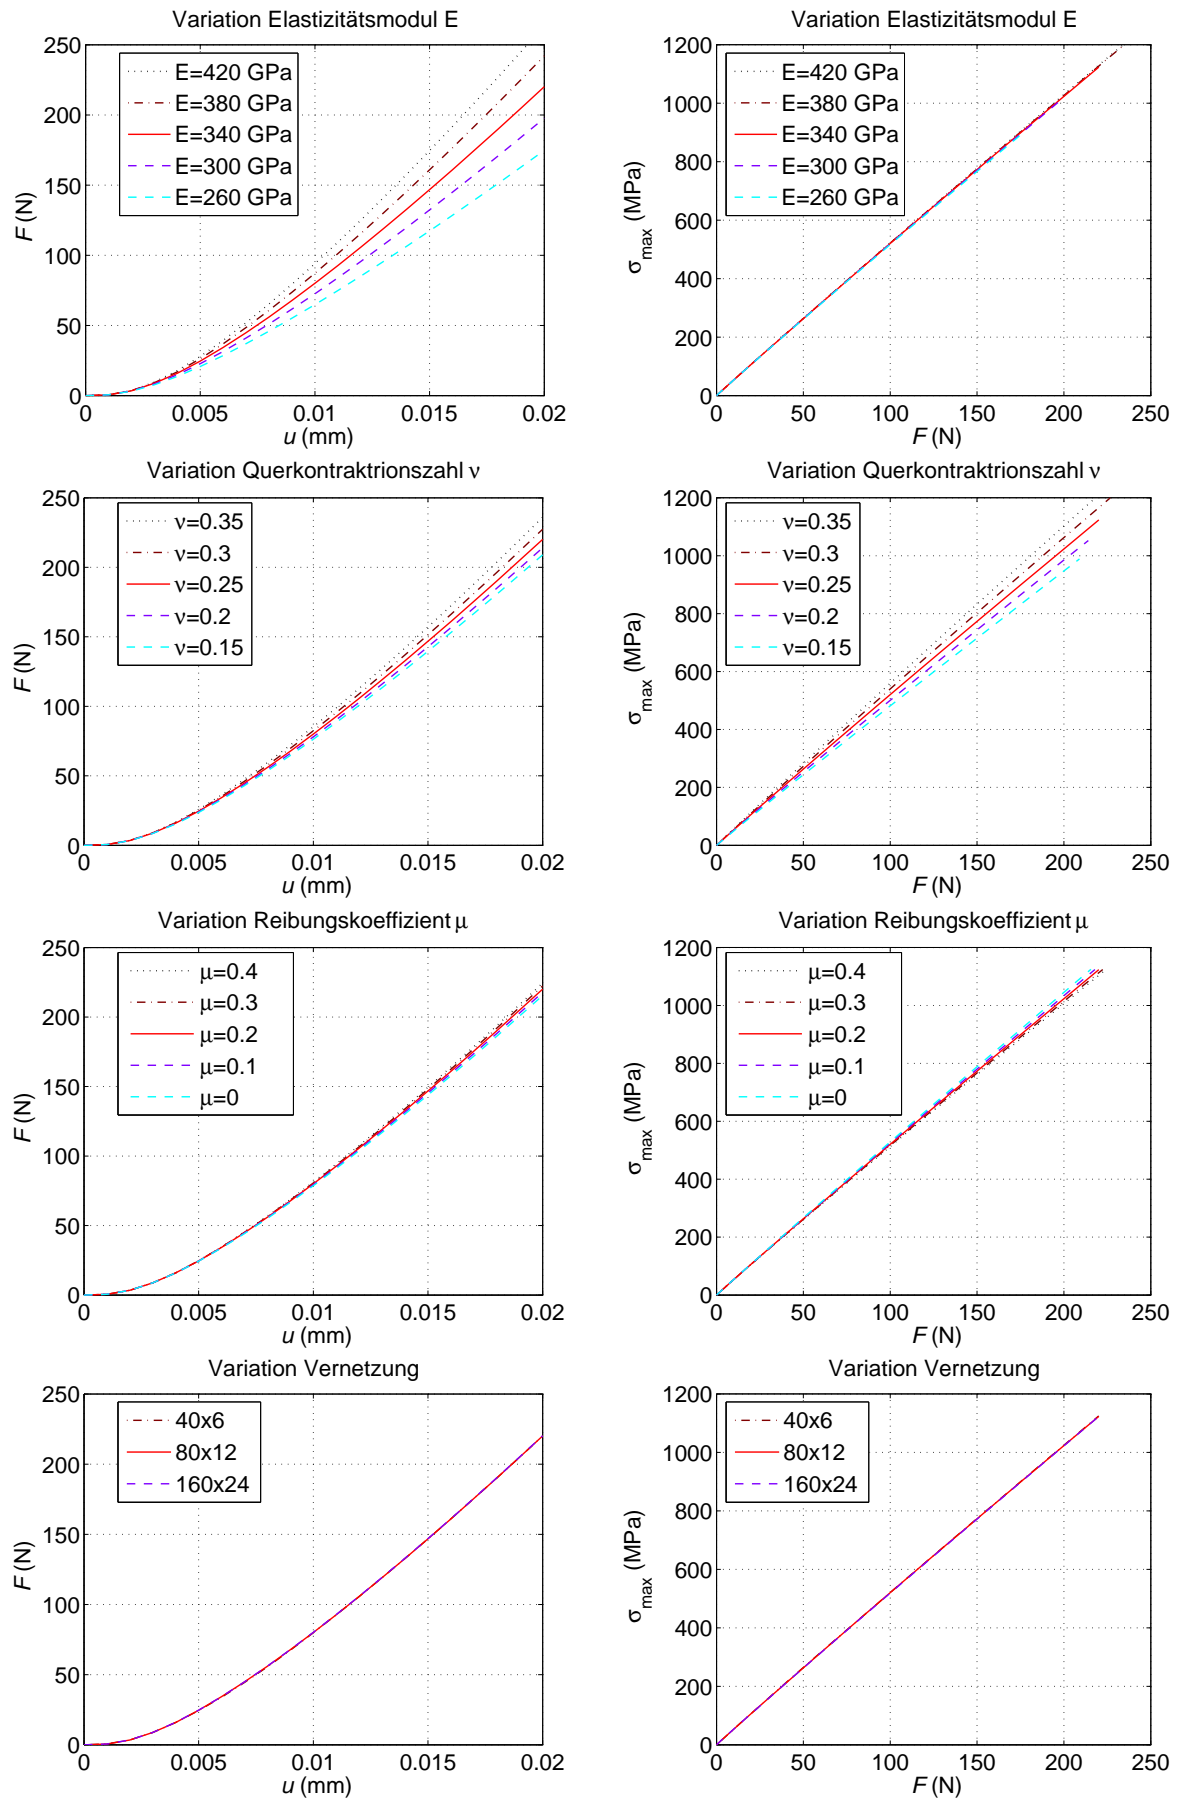 Variation Elastizitätsmodul E
250
200
150
100
50
0
F (N)
E=420 GPa
E=380 GPa
E=340 GPa
E=300 GPa
E=260 GPa
0 0.005 0.01 0.015 0.02
u (mm)
Variation Elastizitätsmodul E
1200
1000
800
600
400
200
0
σmax (MPa)
E=420 GPa
E=380 GPa
E=340 GPa
E=300 GPa
E=260 GPa
0 50 100 150 200 250
F (N)
Variation Querkontraktrionszahl ν
250
200
150
100
50
0
F (N)
ν=0.35
ν=0.3
ν=0.25
ν=0.2
ν=0.15
0 0.005 0.01 0.015 0.02
u (mm)
Variation Querkontraktrionszahl ν
1200
1000
800
600
400
200
0
σmax (MPa)
ν=0.35
ν=0.3
ν=0.25
ν=0.2
ν=0.15
0 50 100 150 200 250
F (N)
Variation Reibungskoeffizient μ
250
200
150
100
50
0
F (N)
μ=0.4
μ=0.3
μ=0.2
μ=0.1
μ=0
0 0.005 0.01 0.015 0.02
u (mm)
Variation Reibungskoeffizient μ
1200
1000
800
600
400
200
0
σmax (MPa)
μ=0.4
μ=0.3
μ=0.2
μ=0.1
μ=0
0 50 100 150 200 250
F (N)
Variation Vernetzung
250
200
150
100
50
0
F (N)
40x6
80x12
160x24
0 0.005 0.01 0.015 0.02
u (mm)
Variation Vernetzung
1200
1000
800
600
400
200
0
σmax (MPa)
40x6
80x12
160x24
0 50 100 150 200 250
F (N)